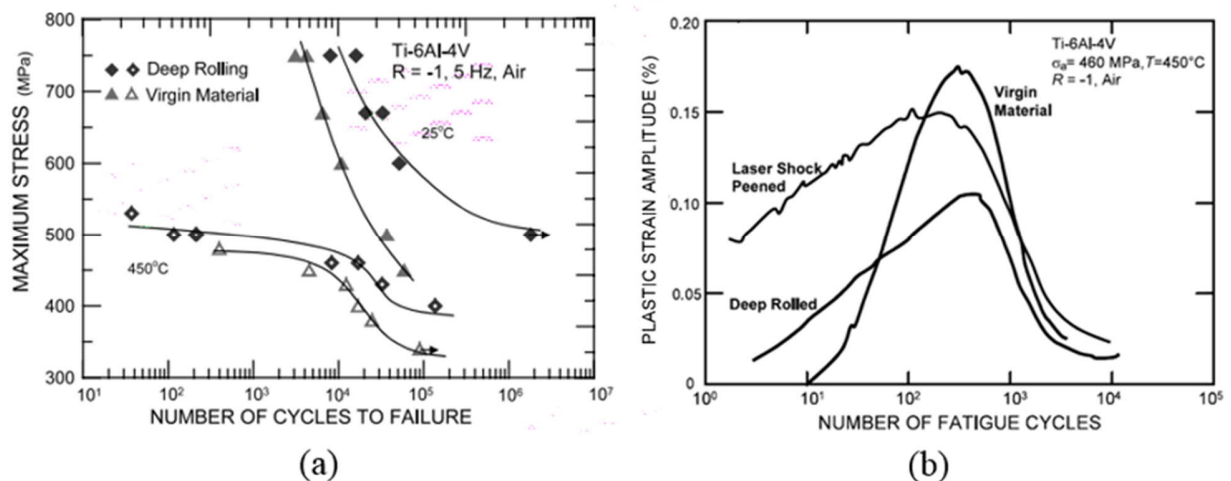 800
700
600
500
400
300
MAXIMUM STRESS (MPa)
Ti-6Al-4V
R = -1, 5 Hz, Air
Deep Rolling
Virgin Material
25°C
450°C
10¹
10²
10³
10⁴
10⁵
10⁶
10⁷
NUMBER OF CYCLES TO FAILURE
(a)
0.20
0.15
0.10
0.05
0
PLASTIC STRAIN AMPLITUDE (%)
Ti-6Al-4V
σₐ= 460 MPa, T=450°C
R = -1, Air
Virgin
Material
Laser Shock
Peened
Deep Rolled
10⁰
10¹
10²
10³
10⁴
10⁵
NUMBER OF FATIGUE CYCLES
(b)